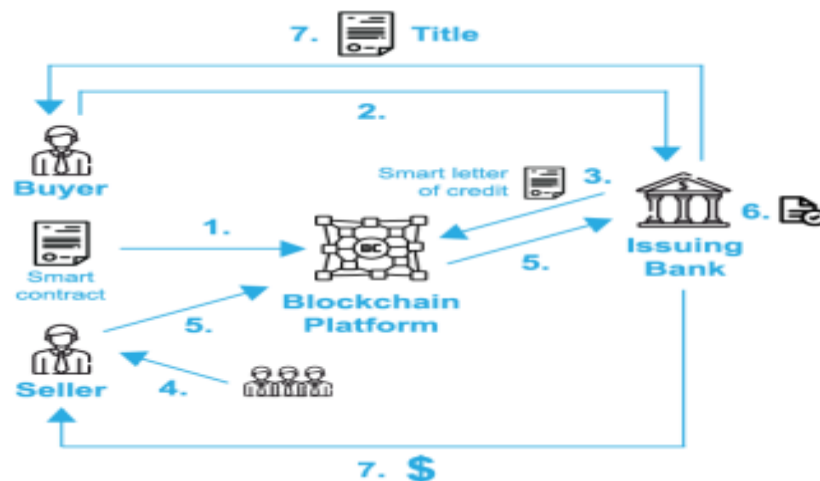 7. Title
2.
Buyer
Smart letter
of credit
3.
1.
6.
$
BC
Issuing
Bank
5.
Smart
contract
Blockchain
Platform
5.
Seller
4.
7. $